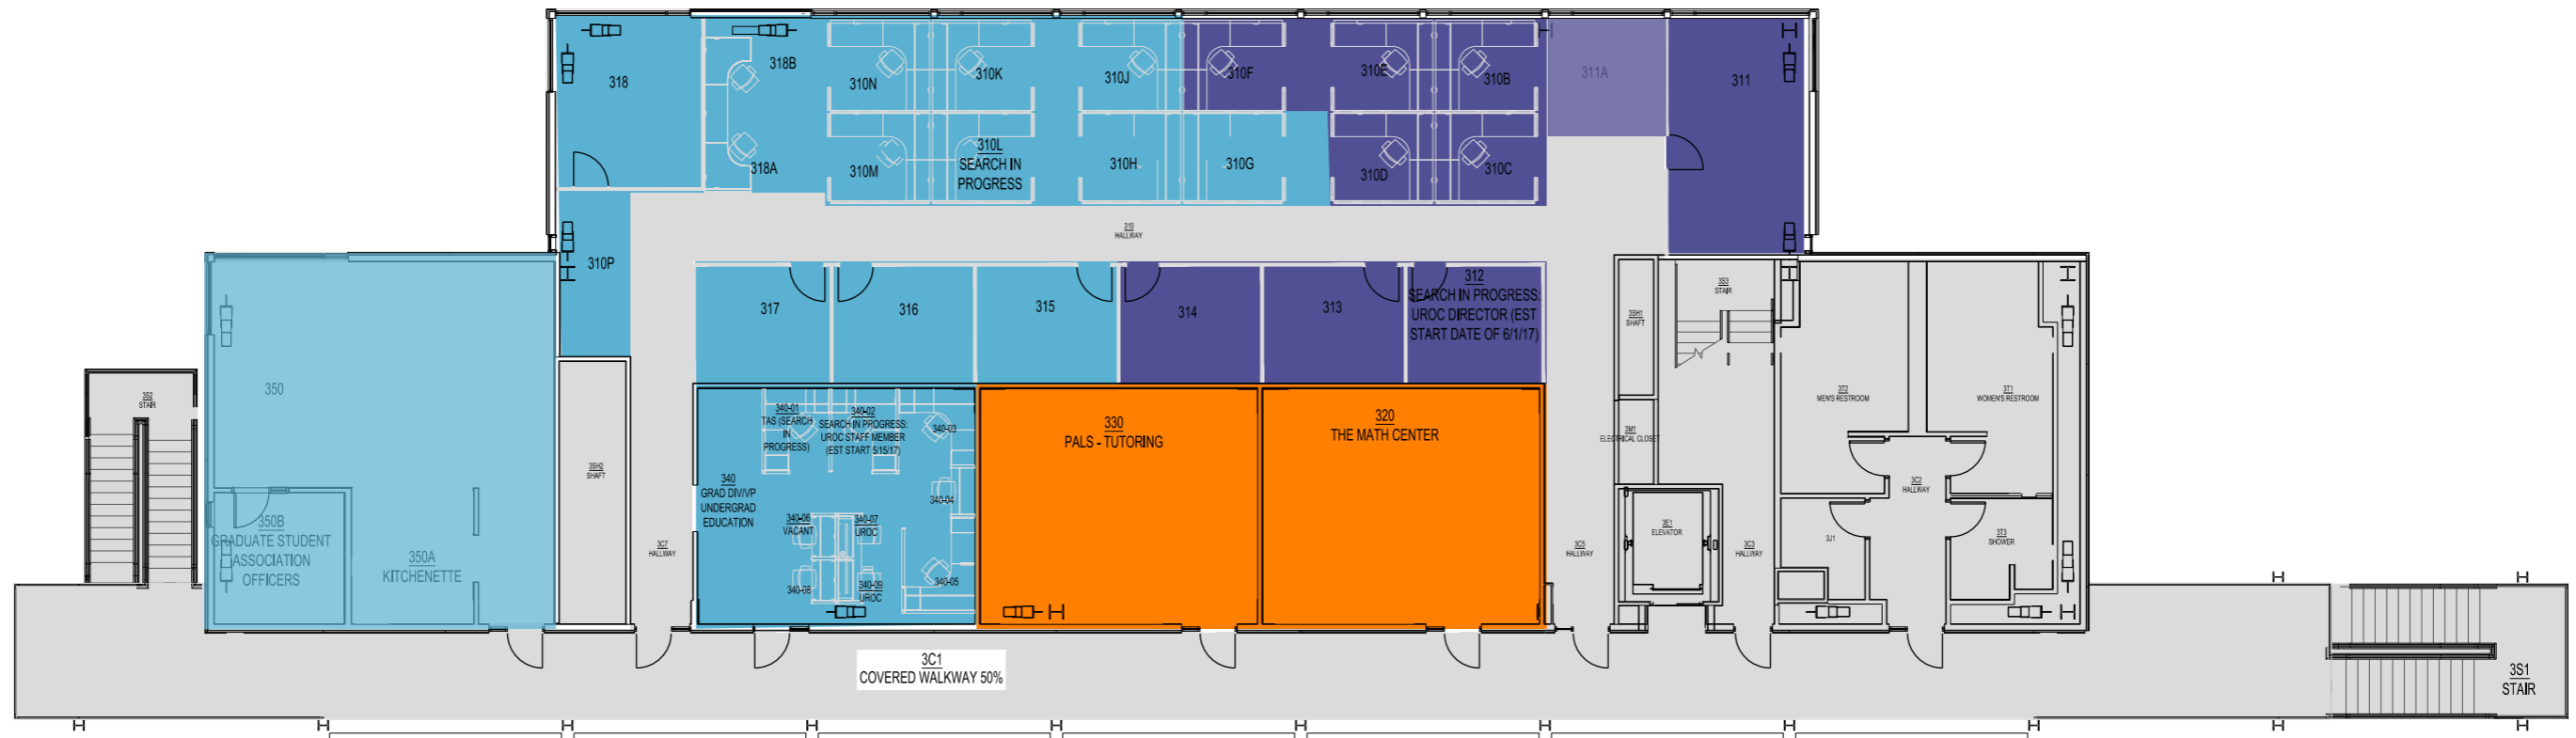 318
318B
310N
310K
310J
310F
310E
310B
311A
311
318A
310M
310L
SEARCH IN
PROGRESS
310H
310G
310D
310C
310
HALLWAY
310P
317
316
315
314
313
312
SEARCH IN PROGRESS:
UROC DIRECTOR (EST
START DATE OF 6/1/17)
3SH1
SHAFT
3S3
STAIR
3T2
MEN'S RESTROOM
3T1
WOMEN'S RESTROOM
350
3S2
STAIR
340-01
TAS (SEARCH
IN
PROGRESS)
340-02
SEARCH IN PROGRESS:
UROC STAFF MEMBER
(EST START 5/15/17)
340-03
330
PALS - TUTORING
320
THE MATH CENTER
3M1
ELECTRICAL CLOSET
3SH2
SHAFT
340
GRAD DIV/VP
UNDERGRAD
EDUCATION
340-04
3C2
HALLWAY
350B
GRADUATE STUDENT
ASSOCIATION
OFFICERS
350A
KITCHENETTE
340-06
VACANT
340-07
UROC
3E1
ELEVATOR
3J1
3T3
SHOWER
3C7
HALLWAY
3C5
HALLWAY
3C3
HALLWAY
340-08
340-09
UROC
340-05
3C1
COVERED WALKWAY 50%
3S1
STAIR